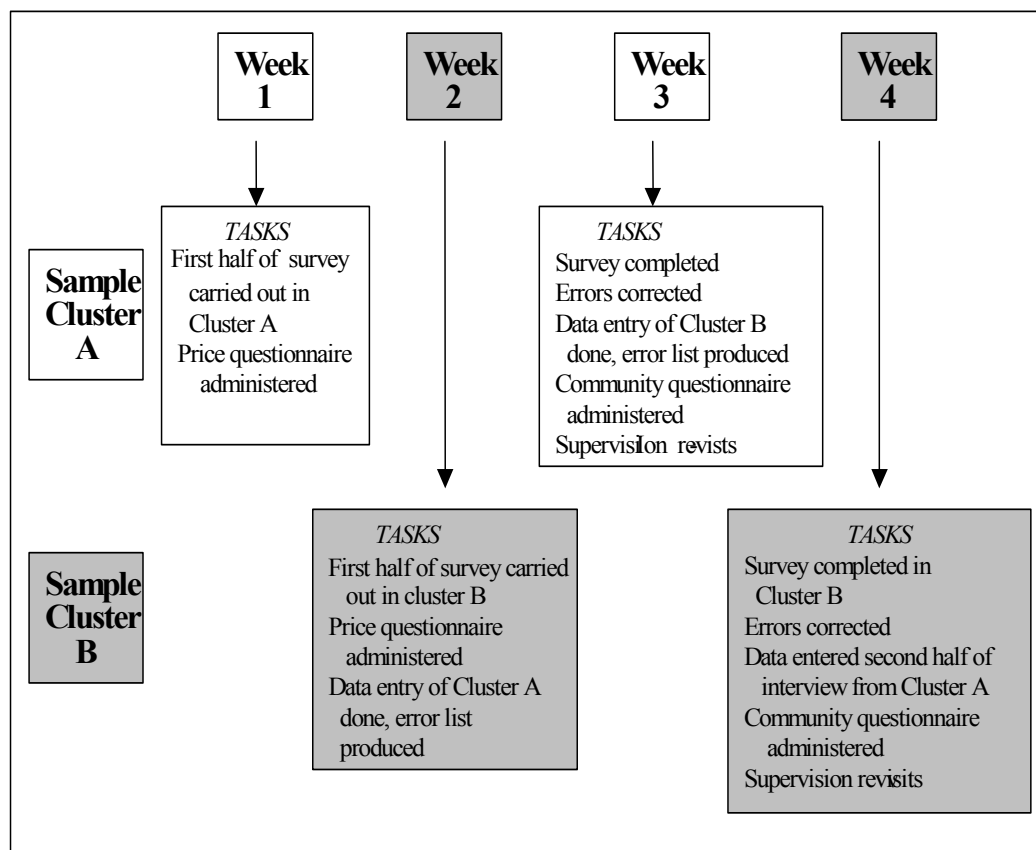 Week
1
Week
2
Week
3
Week
4
Sample
Cluster
A
TASKS
First half of survey
carried out in
Cluster A
Price questionnaire
administered
TASKS
Survey completed
Errors corrected
Data entry of Cluster B
done, error list produced
Community questionnaire
administered
Supervision re-vists
Sample
Cluster
B
TASKS
First half of survey carried
out in cluster B
Price questionnaire
administered
Data entry of Cluster A
done, error list
produced
TASKS
Survey completed in
Cluster B
Errors corrected
Data entered second half of
interview from Cluster A
Community questionnaire
administered
Supervision revisits